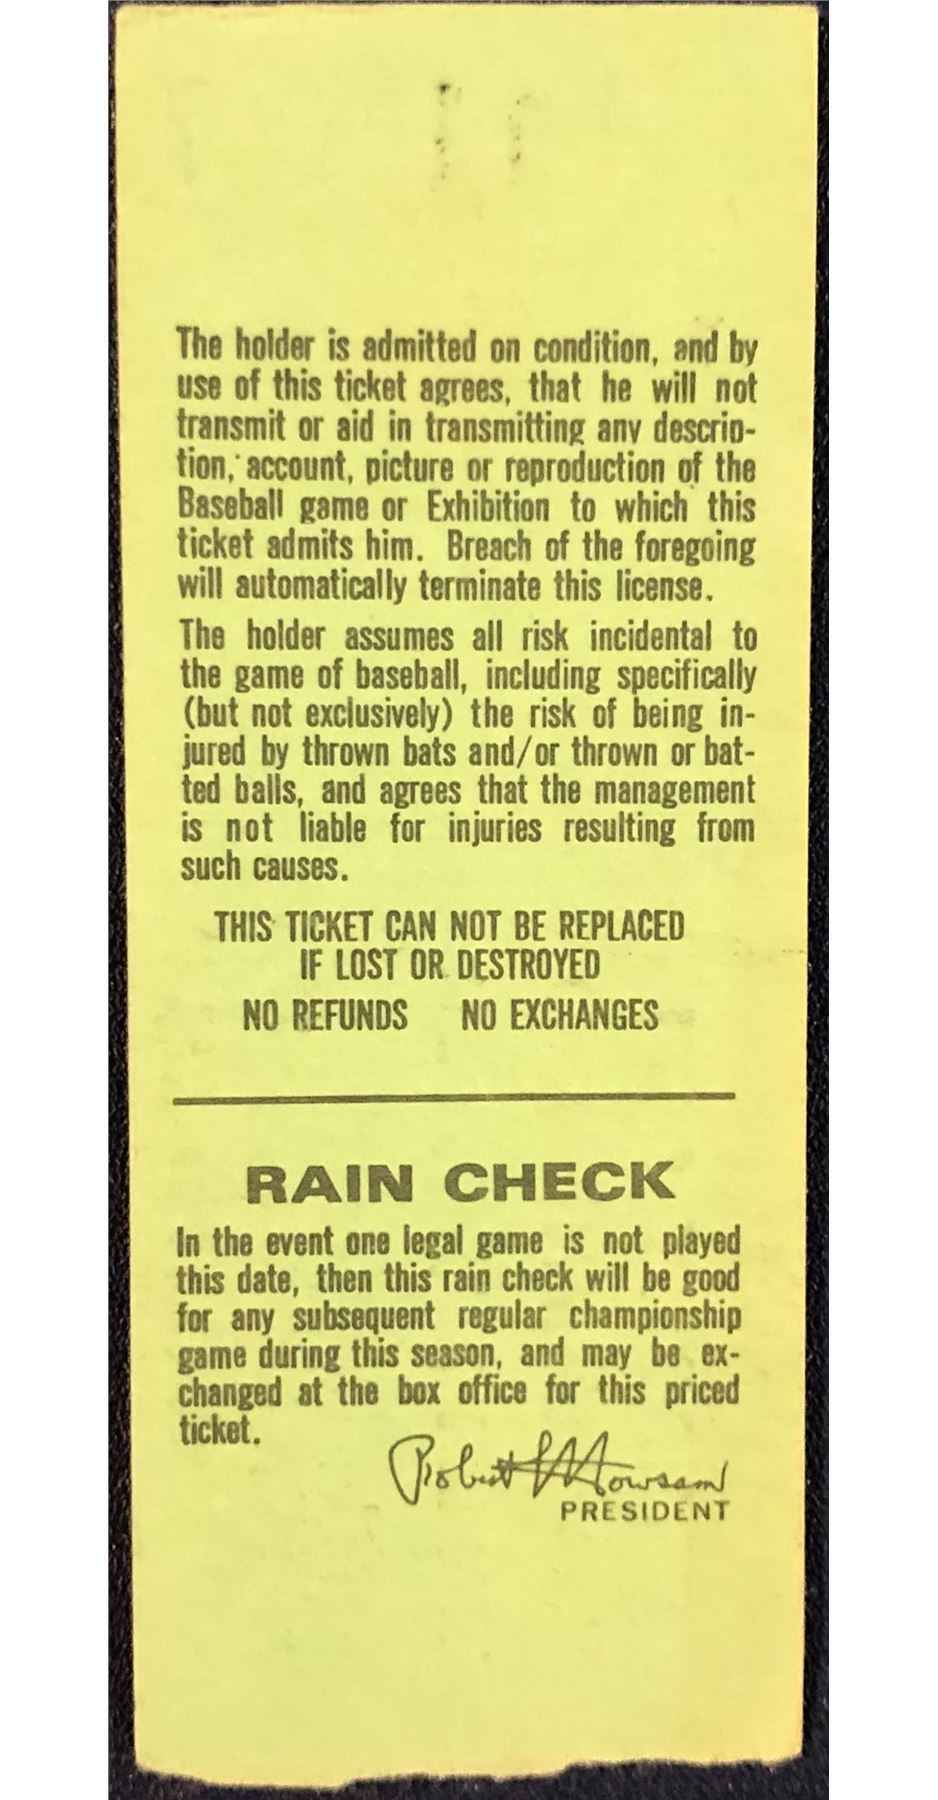 The holder is admitted on condition, and by
use of this ticket agrees, that he will not
transmit or aid in transmitting any descrip-
tion, account, picture or reproduction of the
Baseball game or Exhibition to which this
ticket admits him. Breach of the foregoing
will automatically terminate this license.
The holder assumes all risk incidental to
the game of baseball, including specifically
(but not exclusively) the risk of being in-
jured by thrown bats and/or thrown or bat-
ted balls, and agrees that the management
is not liable for injuries resulting from
such causes.
THIS TICKET CAN NOT BE REPLACED
IF LOST OR DESTROYED
NO REFUNDS NO EXCHANGES
RAIN CHECK
In the event one legal game is not played
this date, then this rain check will be good
for any subsequent regular championship
game during this season, and may be ex-
changed at the box office for this priced
ticket.
Robert
PRESIDENT